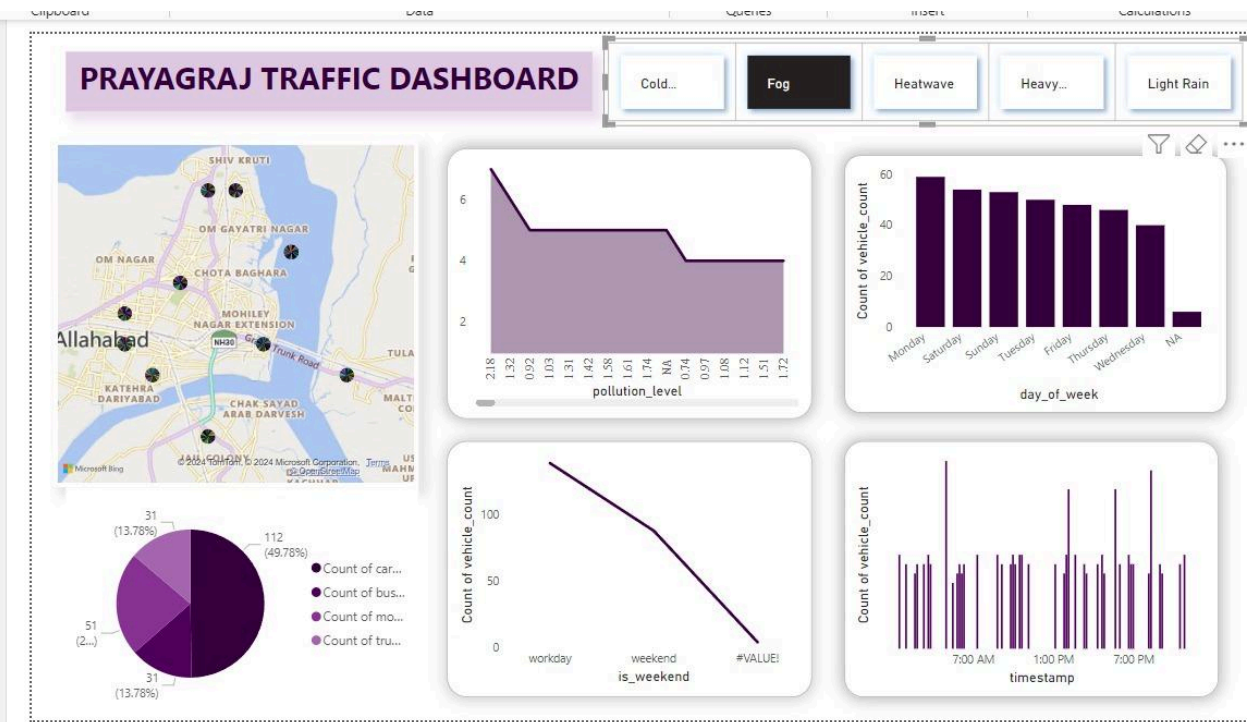 Clipboard
Data
Queries
Insert
Calculations
PRAYAGRAJ TRAFFIC DASHBOARD
Cold...
Fog
Heatwave
Heavy...
Light Rain
SHIV KRUTI
OM GAYATRI NAGAR
OM NAGAR
CHOTA BAGHARA
MOHILEY
NAGAR EXTENSION
Allahabad
NH30
Grand Trunk Road
TULA
KATEHRA
DARIYABAD
CHAK SAYAD
ARAB DARVESH
MALT
CO
JAIL COLONY
US
MAHM
UP
Microsoft Bing
© 2024 TomTom, © 2024 Microsoft Corporation, Terms
© OpenStreetMap
KACHHAR
6
4
2
2.18
1.32
0.92
1.03
1.31
1.42
1.58
1.61
1.74
NA
0.74
0.97
1.08
1.12
1.51
1.72
pollution_level
Count of vehicle_count
60
40
20
0
Monday
Saturday
Sunday
Tuesday
Friday
Thursday
Wednesday
NA
day_of_week
31
(13.78%)
112
(49.78%)
51
(2...)
31
(13.78%)
Count of car...
Count of bus...
Count of mo...
Count of tru...
Count of vehicle_count
100
50
0
workday
weekend
#VALUE!
is_weekend
Count of vehicle_count
7:00 AM
1:00 PM
7:00 PM
timestamp